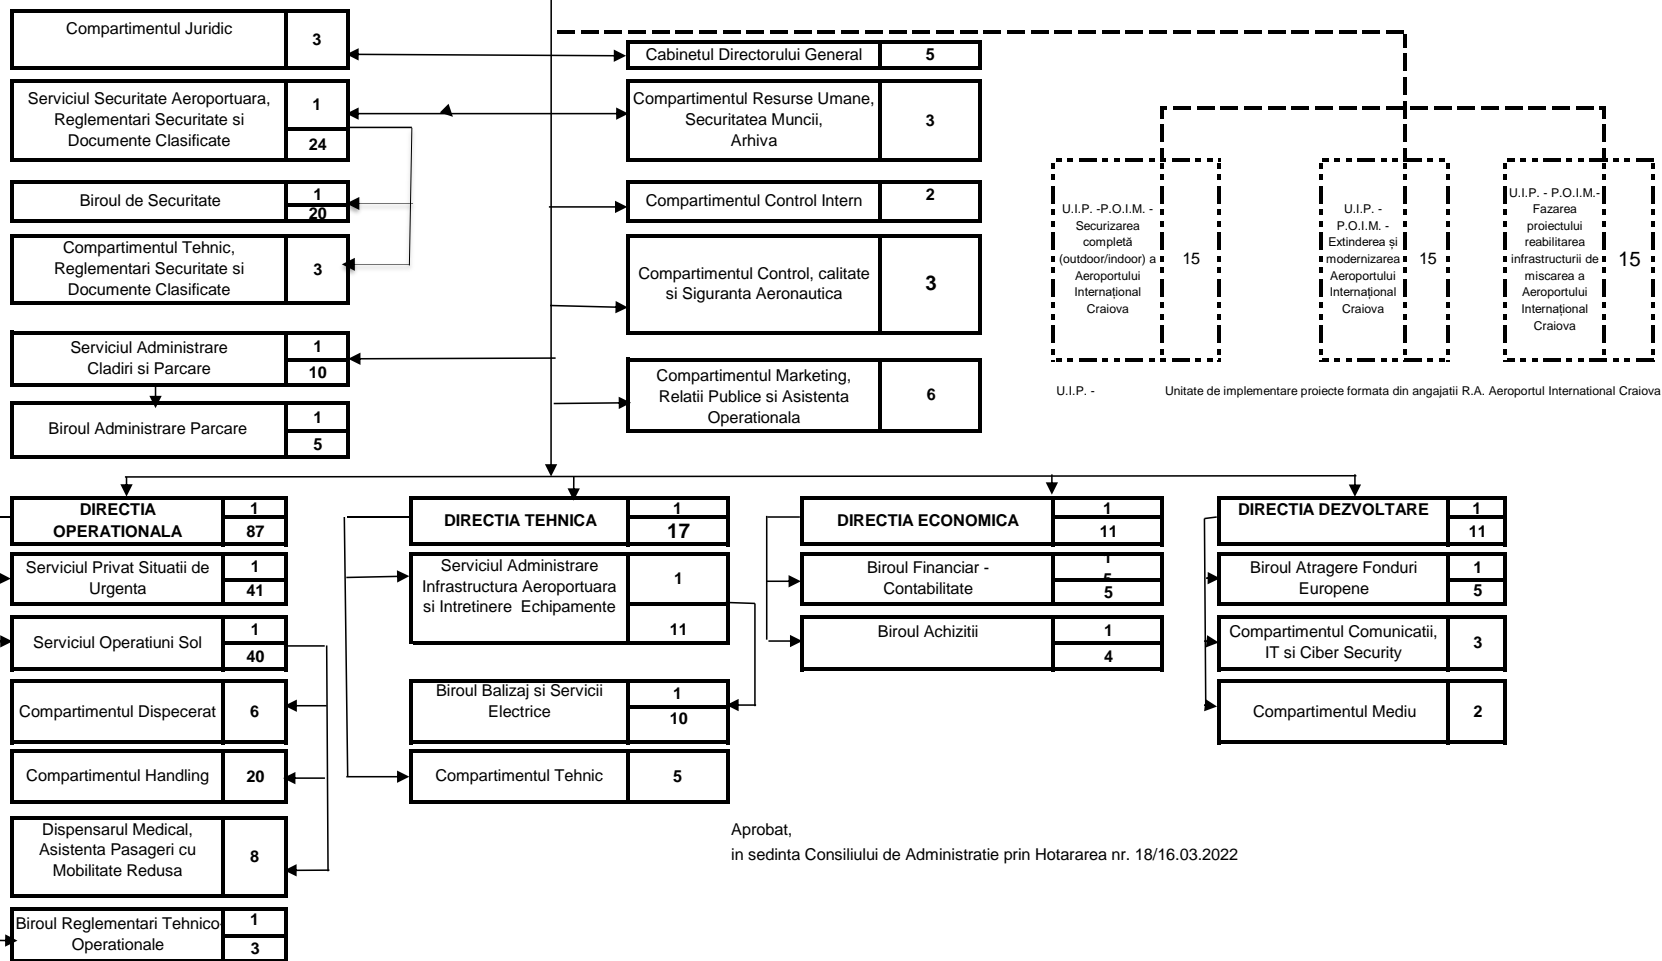 Compartimentul Juridic
3
Cabinetul Directorului General
5
Serviciul Securitate Aeroportuara,
Reglementari Securitate si
Documente Clasificate
1
24
Compartimentul Resurse Umane,
Securitatea Muncii,
Arhiva
3
Biroul de Securitate
1
20
Compartimentul Control Intern
2
Compartimentul Tehnic,
Reglementari Securitate si
Documente Clasificate
3
Compartimentul Control, calitate
si Siguranta Aeronautica
3
Serviciul Administrare
Cladiri si Parcare
1
10
Compartimentul Marketing,
Relatii Publice si Asistenta
Operationala
6
Biroul Administrare Parcare
1
5
U.I.P. -P.O.I.M. -
Securizarea
completă
(outdoor/indoor) a
Aeroportului
Internațional
Craiova
15
U.I.P. -
P.O.I.M. -
Extinderea și
modernizarea
Aeroportului
Internațional
Craiova
15
U.I.P. - P.O.I.M.-
Fazarea
proiectului
reabilitarea
infrastructurii de
miscarea a
Aeroportului
Internațional
Craiova
15
U.I.P. - Unitate de implementare proiecte formata din angajatii R.A. Aeroportul International Craiova
DIRECTIA
OPERATIONALA
1
87
Serviciul Privat Situatii de
Urgenta
1
41
Serviciul Operatiuni Sol
1
40
Compartimentul Dispecerat
6
Compartimentul Handling
20
Dispensarul Medical,
Asistenta Pasageri cu
Mobilitate Redusa
8
Biroul Reglementari Tehnico-
Operationale
1
3
DIRECTIA TEHNICA
1
17
Serviciul Administrare
Infrastructura Aeroportuara
si Intretinere  Echipamente
1
11
Biroul Balizaj si Servicii
Electrice
1
10
Compartimentul Tehnic
5
DIRECTIA ECONOMICA
1
11
Biroul Financiar -
Contabilitate
1
5
Biroul Achizitii
1
4
DIRECTIA DEZVOLTARE
1
11
Biroul Atragere Fonduri
Europene
1
5
Compartimentul Comunicatii,
IT si Ciber Security
3
Compartimentul Mediu
2
Aprobat,
in sedinta Consiliului de Administratie prin Hotararea nr. 18/16.03.2022